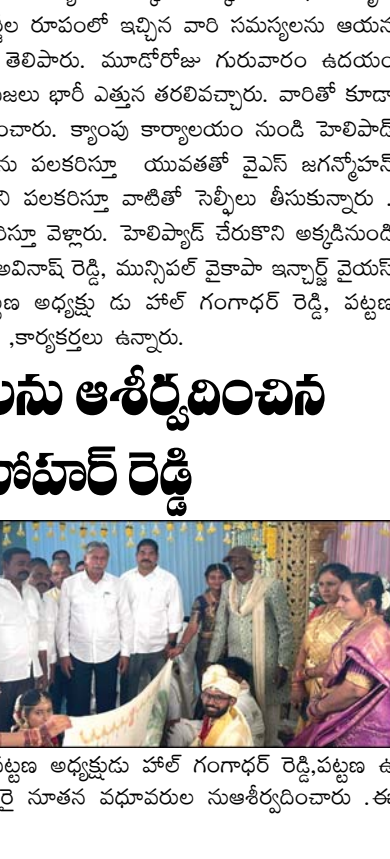 రూపంలో ఇచ్చిన వారి సమస్యలను ఆయన
తెలిపారు. మూడోరోజు గురువారం ఉదయం
భారీ ఎత్తున తరలివచ్చారు. వారితో కూడా
క్యాంపు కార్యాలయం నుండి హెలిపాడ్
ను పలకరిస్తూ యువతతో వైఎస్ జగన్మోహన్
ని పలకరిస్తూ వాటితో సెల్ఫీలు తీసుకున్నారు .
రిస్తూ వెళ్లారు. హెలిప్యాడ్ చేరుకొని అక్కడినుండి
అవినాష్ రెడ్డి, మున్సిపల్ వైకాపా ఇన్చార్జ్ వైయస్
అధ్యక్షు డు హాల్ గంగాధర్ రెడ్డి, పట్టణ
,కార్యకర్తలు ఉన్నారు.
లను ఆశీర్వదించిన
నోహర్ రెడ్డి
పట్టణ అధ్యక్షుడు హాల్ గంగాధర్ రెడ్డి,పట్టణ ఉ
రై నూతన వధూవరుల నుఆశీర్వదించారు .ఈ